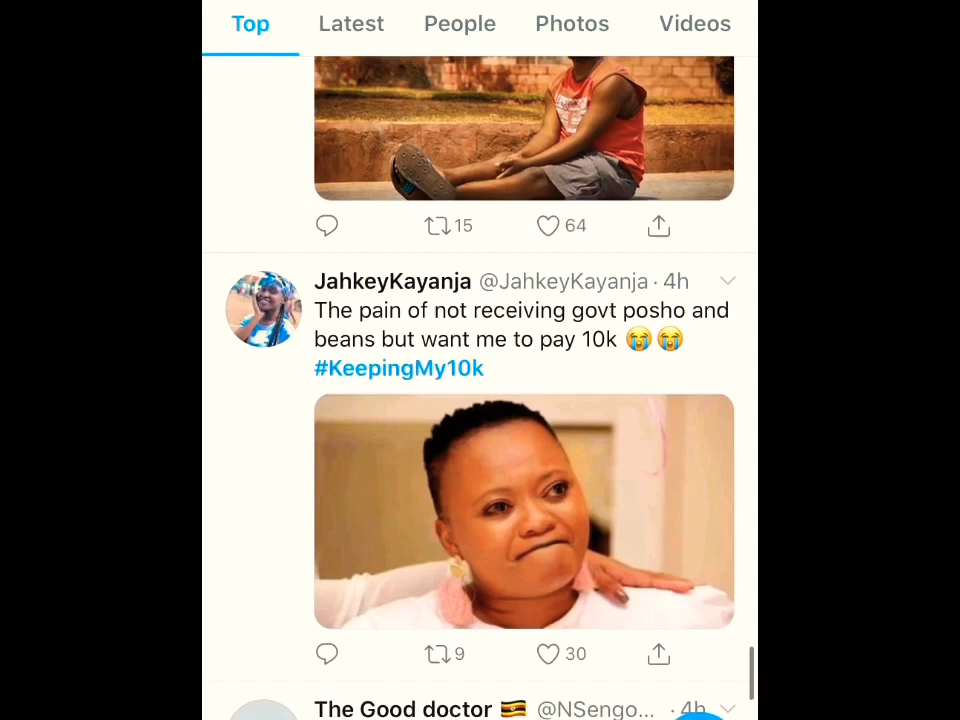 Top Latest People Photos Videos
15 64
JahkeyKayanja @JahkeyKayanja · 4h
The pain of not receiving govt posho and
beans but want me to pay 10k 😭😭
#KeepingMy10k
9 30
The Good doctor 🇺🇬 @NSengo... · 4h